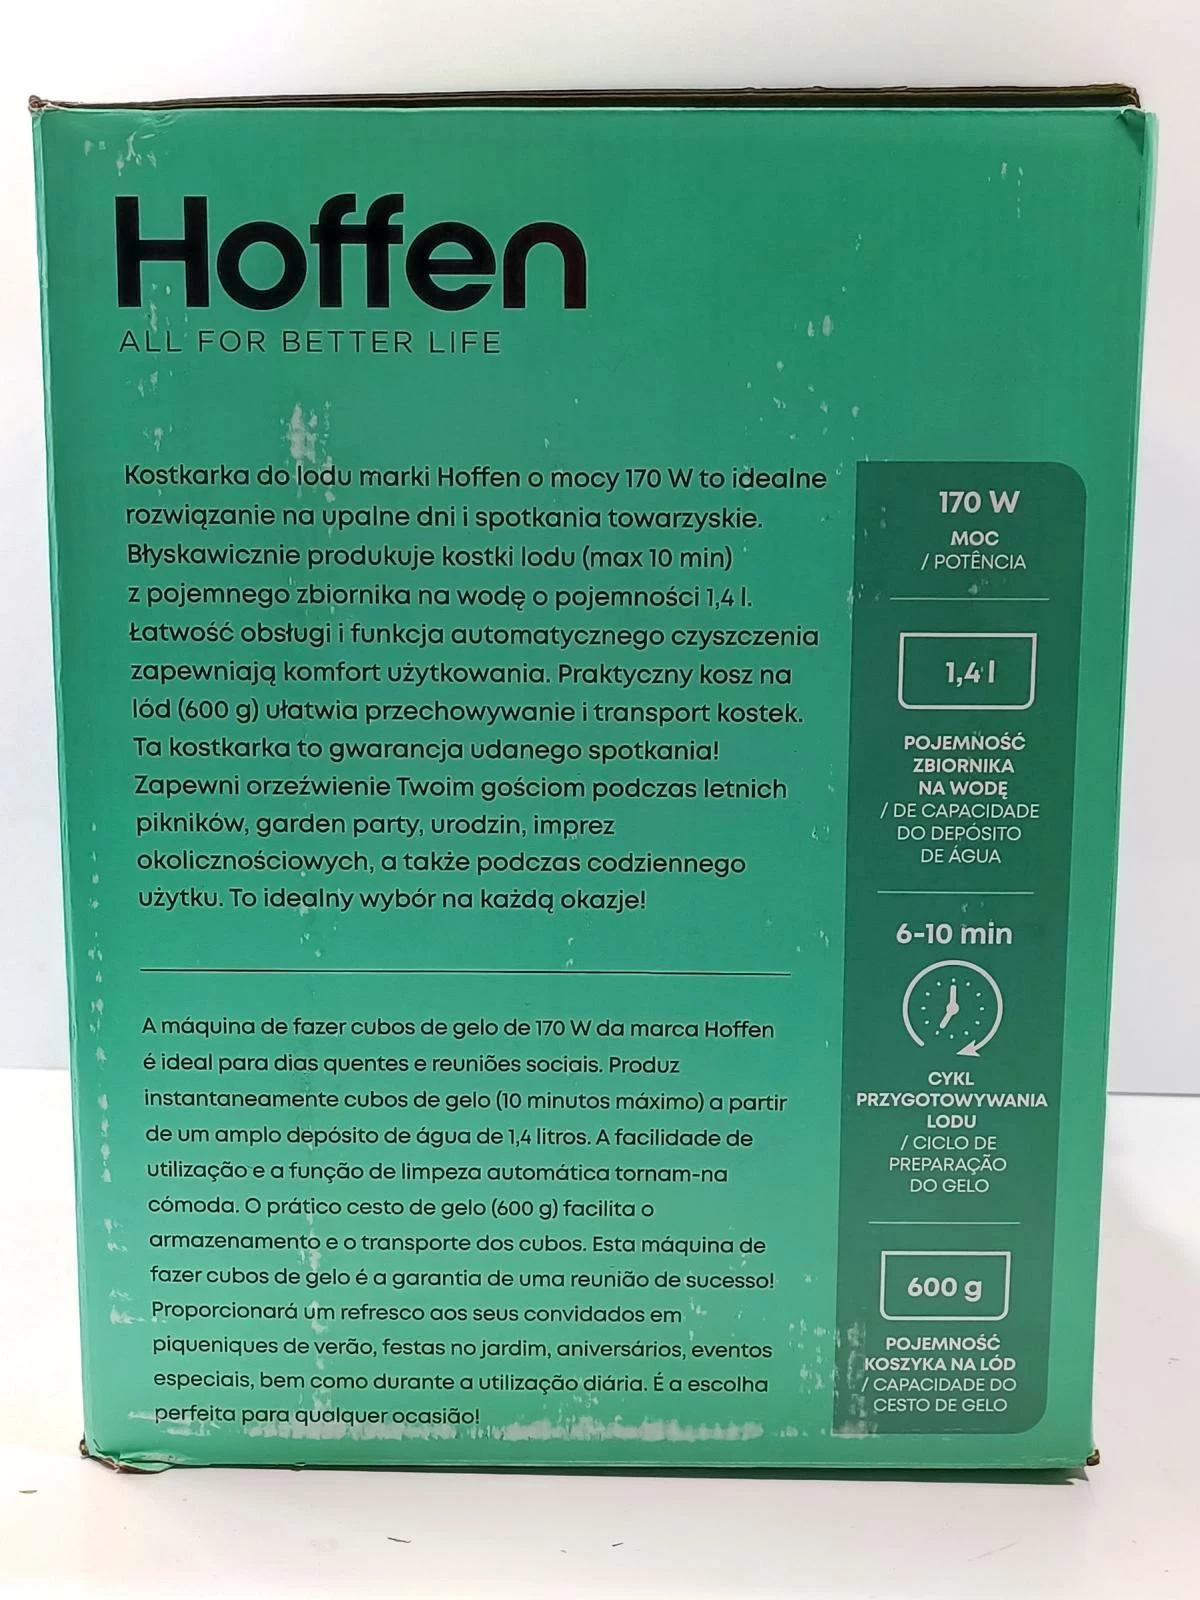 Hoffen
ALL FOR BETTER LIFE
Kostkarka do lodu marki Hoffen o mocy 170 W to idealne
rozwiązanie na upalne dni i spotkania towarzyskie.
Błyskawicznie produkuje kostki lodu (max 10 min)
z pojemnego zbiornika na wodę o pojemności 1,4 l.
Łatwość obsługi i funkcja automatycznego czyszczenia
zapewniają komfort użytkowania. Praktyczny kosz na
lód (600 g) ułatwia przechowywanie i transport kostek.
Ta kostkarka to gwarancja udanego spotkania!
Zapewni orzeźwienie Twoim gościom podczas letnich
pikników, garden party, urodzin, imprez
okolicznościowych, a także podczas codziennego
użytku. To idealny wybór na każdą okazje!
A máquina de fazer cubos de gelo de 170 W da marca Hoffen
é ideal para dias quentes e reuniões sociais. Produz
instantaneamente cubos de gelo (10 minutos máximo) a partir
de um amplo depósito de água de 1,4 litros. A facilidade de
utilização e a função de limpeza automática tornam-na
cómoda. O prático cesto de gelo (600 g) facilita o
armazenamento e o transporte dos cubos. Esta máquina de
fazer cubos de gelo é a garantia de uma reunião de sucesso!
Proporcionará um refresco aos seus convidados em
piqueniques de verão, festas no jardim, aniversários, eventos
especiais, bem como durante a utilização diária. É a escolha
perfeita para qualquer ocasião!
170 W
MOC
/ POTÊNCIA
1,4 l
POJEMNOŚĆ
ZBIORNIKA
NA WODĘ
/ DE CAPACIDADE
DO DEPÓSITO
DE ÁGUA
6-10 min
CYKL
PRZYGOTOWYWANIA
LODU
/ CICLO DE
PREPARAÇÃO
DO GELO
600 g
POJEMNOŚĆ
KOSZYKA NA LÓD
/ CAPACIDADE DO
CESTO DE GELO